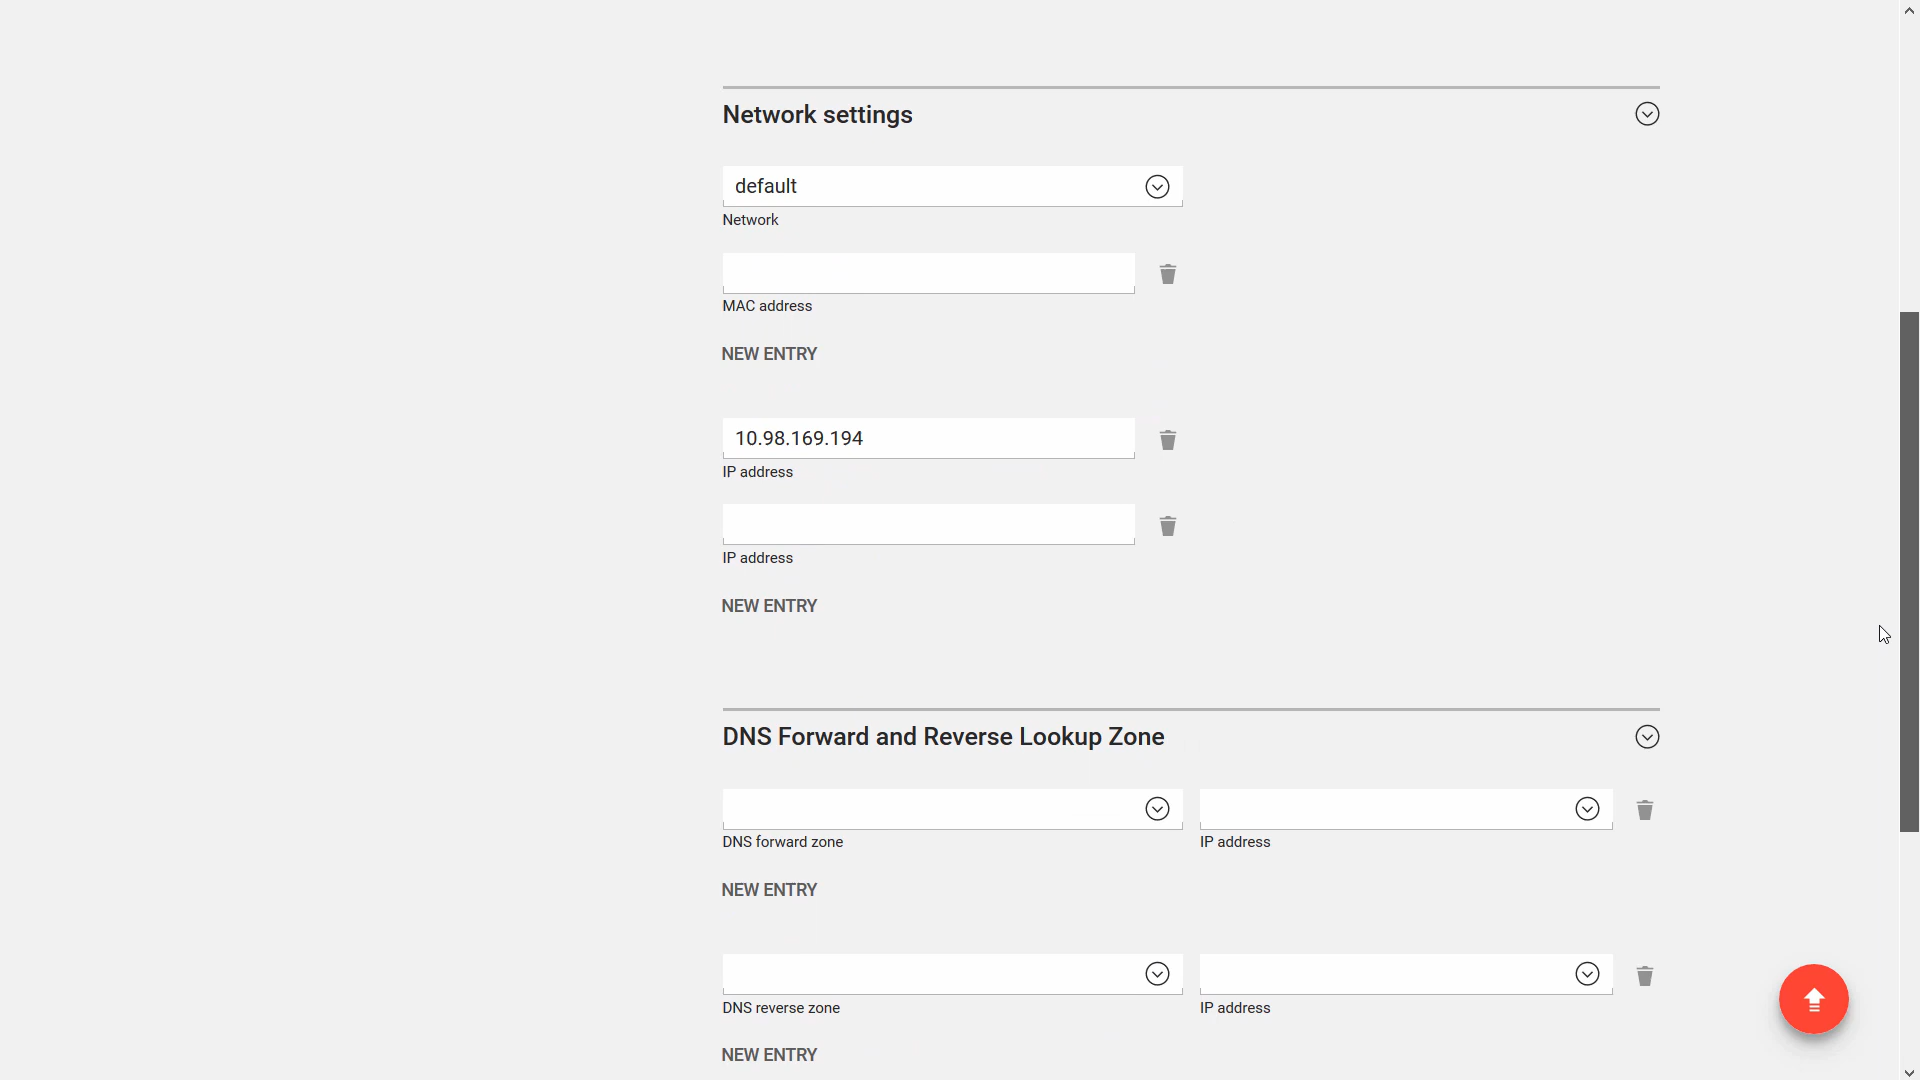 Network settings
default
Network
MAC address
NEW ENTRY
10.98.169.194
IP address
IP address
NEW ENTRY
DNS Forward and Reverse Lookup Zone
DNS forward zone IP address
NEW ENTRY
DNS reverse zone IP address
NEW ENTRY